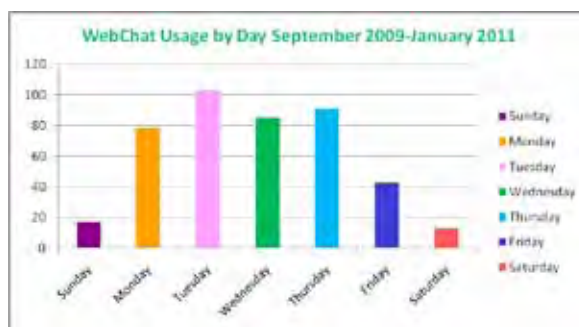 WebChat Usage by Day September 2009-January 2011
120
100
80
60
40
20
0
Sunday
Monday
Tuesday
Wednesday
Thursday
Friday
Saturday
Sunday
Monday
Tuesday
Wednesday
Thursday
Friday
Saturday